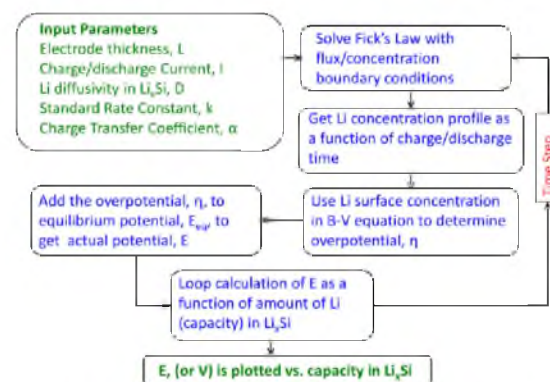 Input Parameters
Electrode thickness, L
Charge/discharge Current, I
Li diffusivity in LiₓSi, D
Standard Rate Constant, k
Charge Transfer Coefficient, α
Solve Fick's Law with
flux/concentration
boundary conditions
Get Li concentration profile as
a function of charge/discharge
time
Use Li surface concentration
in B-V equation to determine
overpotential, η
Add the overpotential, η, to
equilibrium potential, E_eq, to
get actual potential, E
Loop calculation of E as a
function of amount of Li
(capacity) in LiₓSi
Time Step
E, (or V) is plotted vs. capacity in LiₓSi